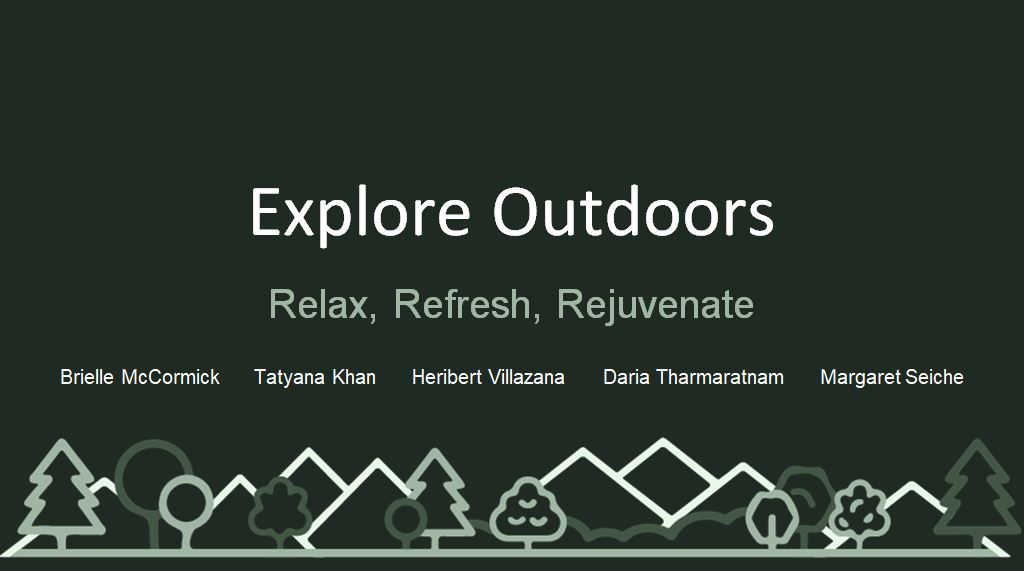 Explore Outdoors
Relax, Refresh, Rejuvenate
Brielle McCormick Tatyana Khan Heribert Villazana Daria Tharmaratnam Margaret Seiche